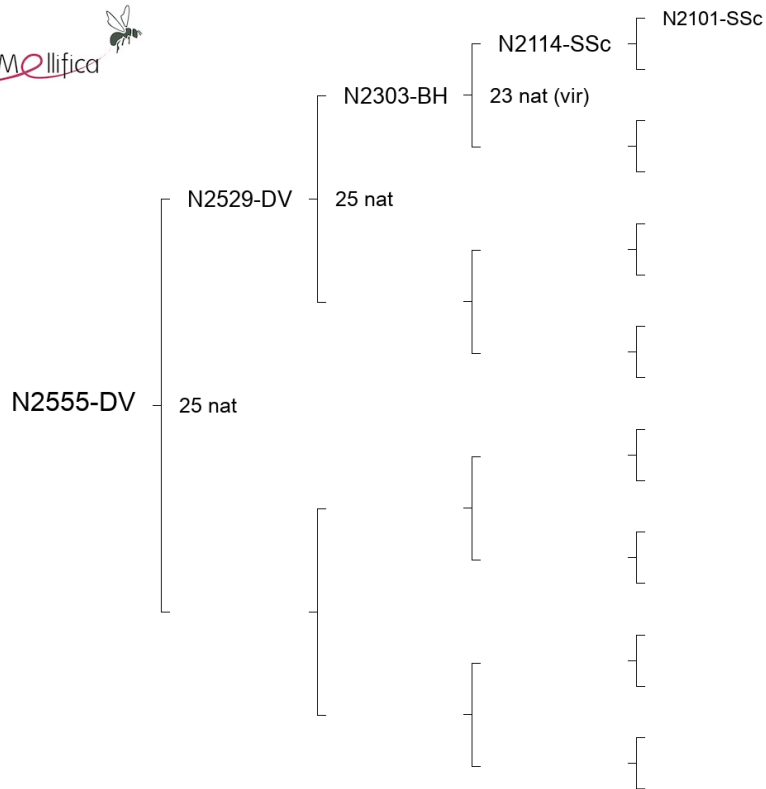 Mellifica
N2101-SSc
N2114-SSc
N2303-BH
23 nat (vir)
N2529-DV
25 nat
N2555-DV
25 nat